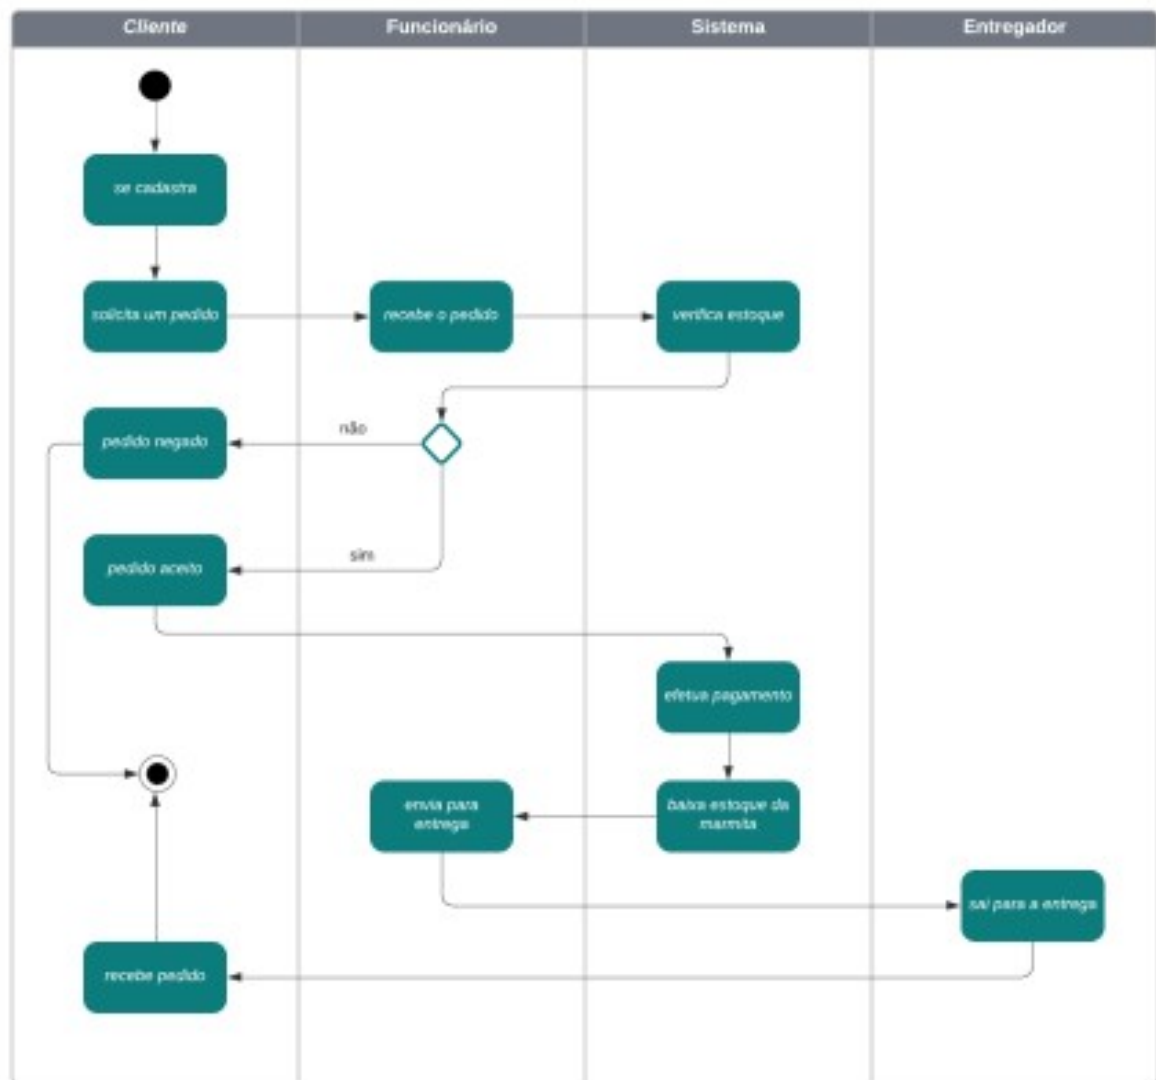 Cliente
Funcionário
Sistema
Entregador
se cadastra
solicita um pedido
recebe o pedido
verifica estoque
pedido negado
não
pedido aceito
sim
efetua pagamento
envia para
entrega
baixa estoque da
marmita
sai para a entrega
recebe pedido